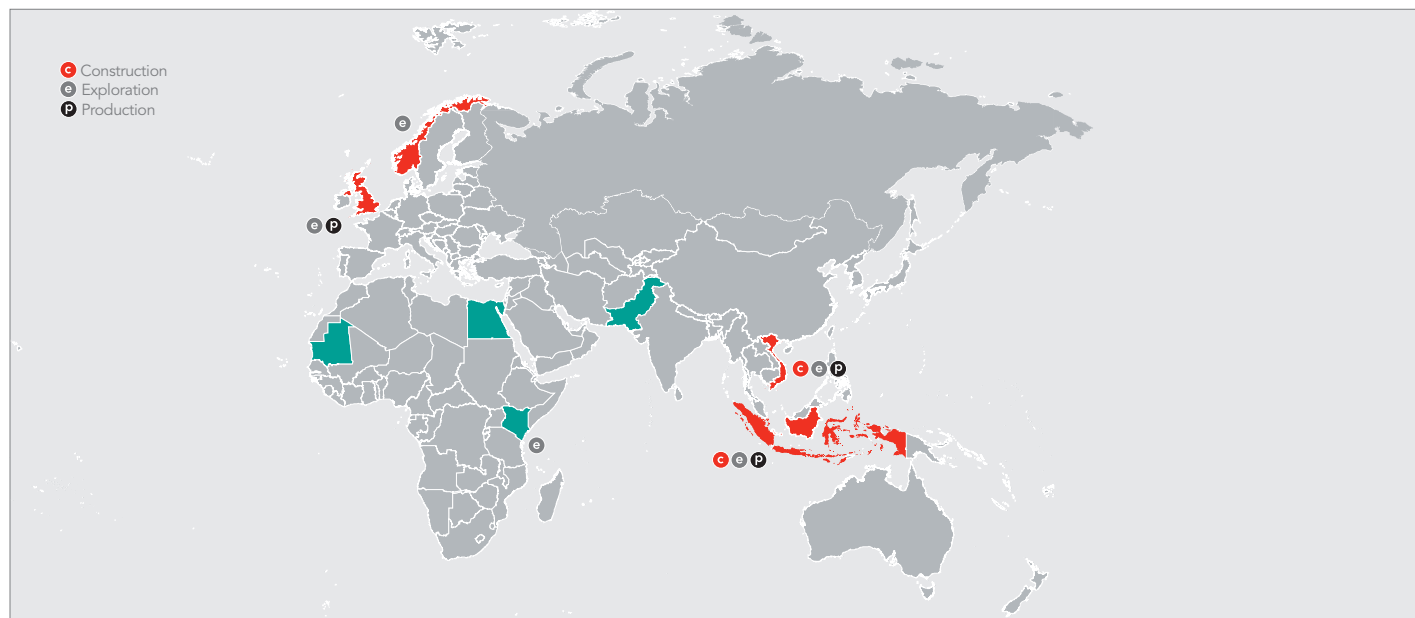 c Construction
e Exploration
p Production
e
e p
c e p
e
c e p